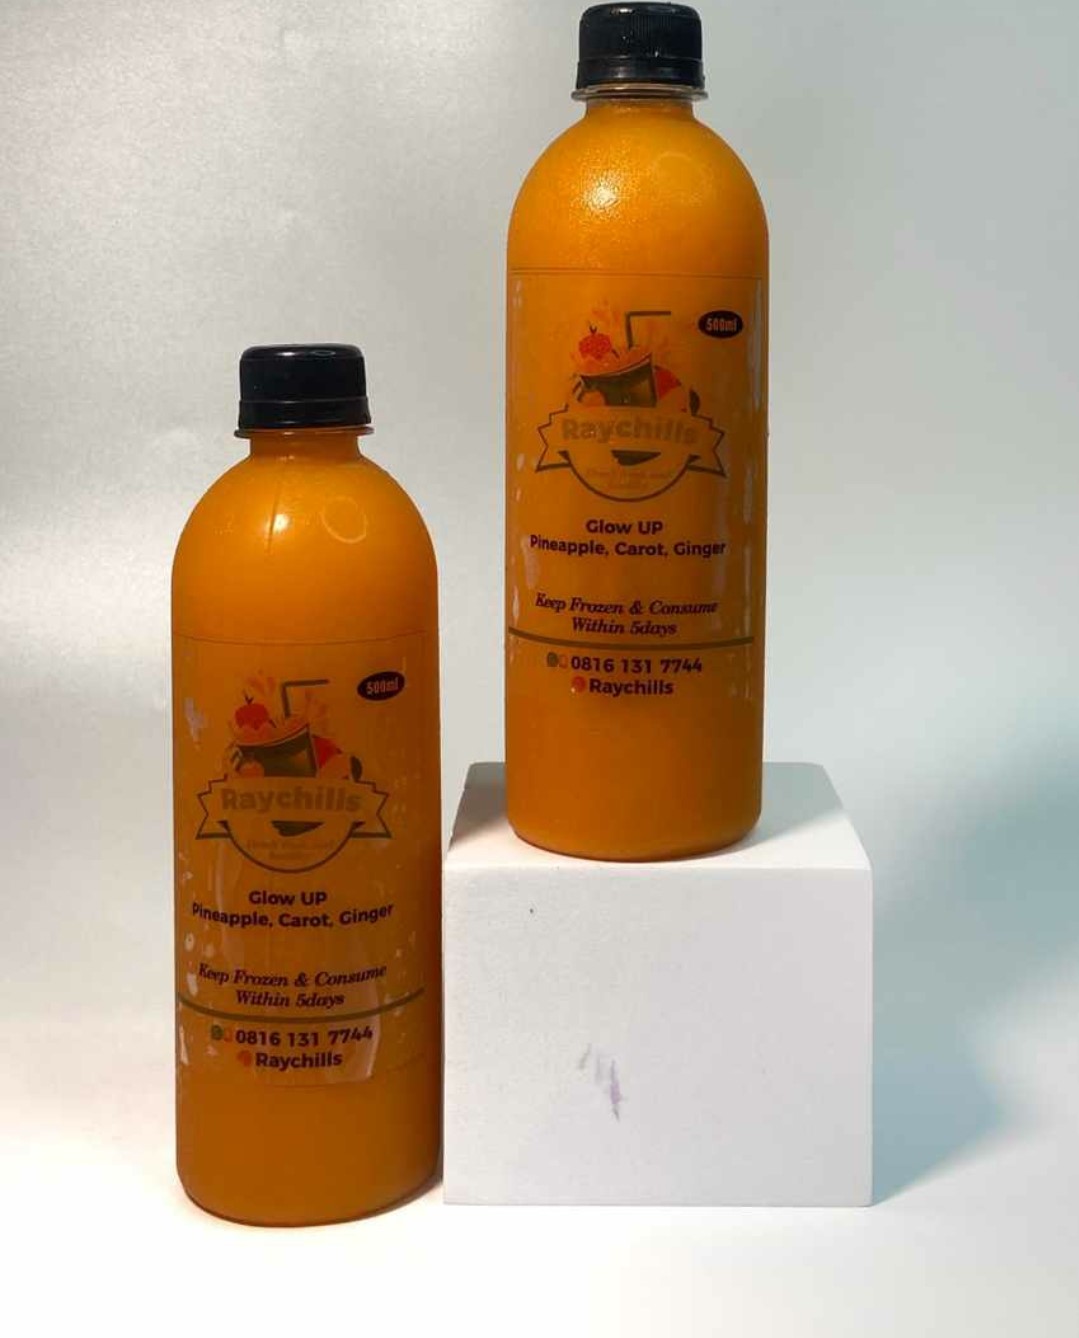 500ml
Raychills
Glow UP
Pineapple, Carot, Ginger
Keep Frozen & Consume
Within 5days
0816 131 7744
Raychills
500ml
Raychills
Glow UP
Pineapple, Carot, Ginger
Keep Frozen & Consume
Within 5days
0816 131 7744
Raychills